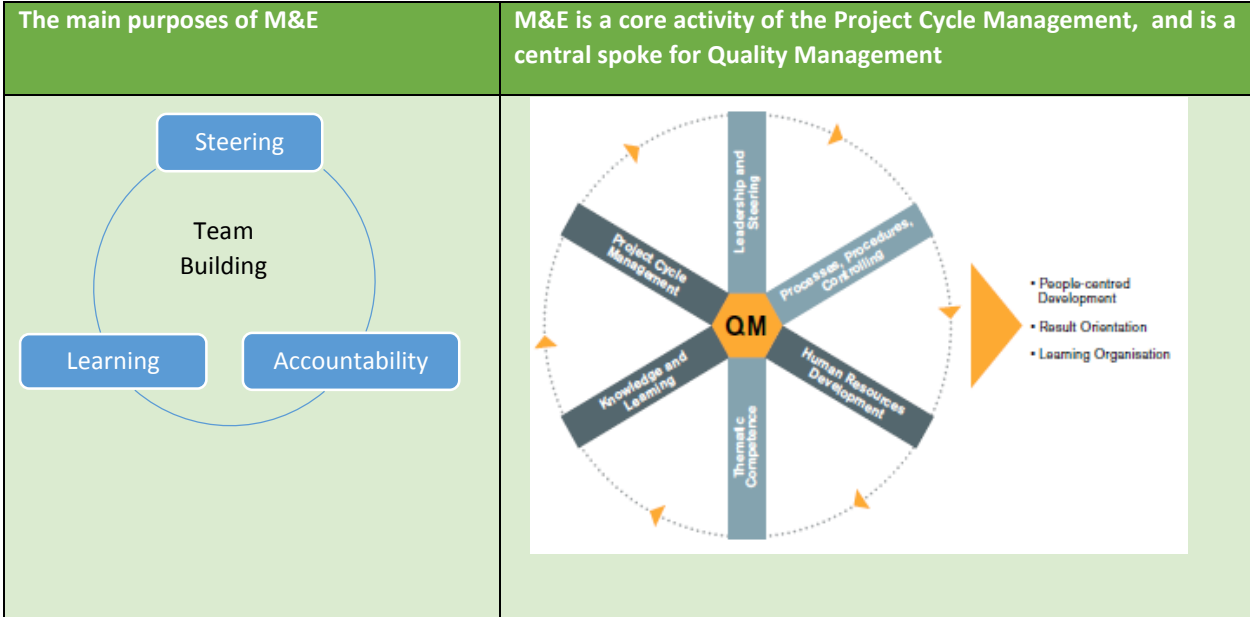 The main purposes of M&E
M&E is a core activity of the Project Cycle Management, and is a
central spoke for Quality Management
Steering
Team
Building
Learning
Accountability
Leadership and
Steering
Processes, Procedures,
Controlling
Project Cycle
Management
QM
Knowledge and
Learning
Human Resources
Development
Thematic
Competence
▪ People-centred
Development
▪ Result Orientation
▪ Learning Organisation